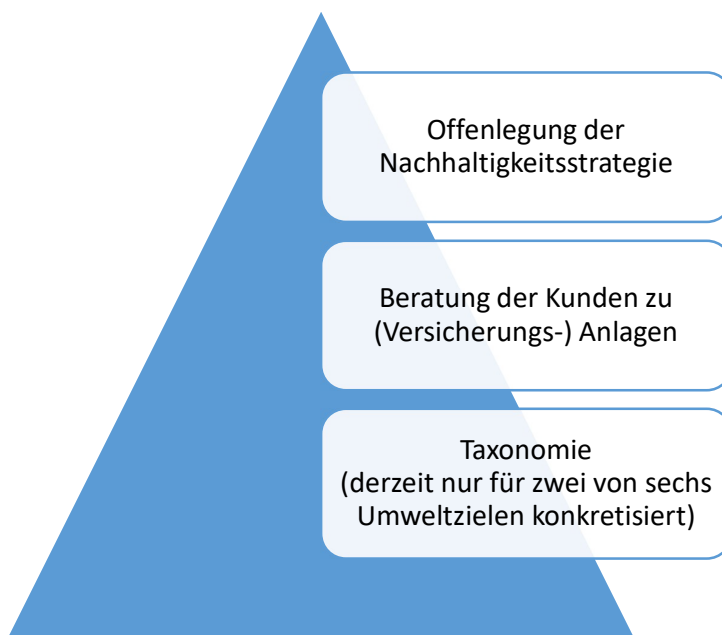 Offenlegung der
Nachhaltigkeitsstrategie
Beratung der Kunden zu
(Versicherungs-) Anlagen
Taxonomie
(derzeit nur für zwei von sechs
Umweltzielen konkretisiert)